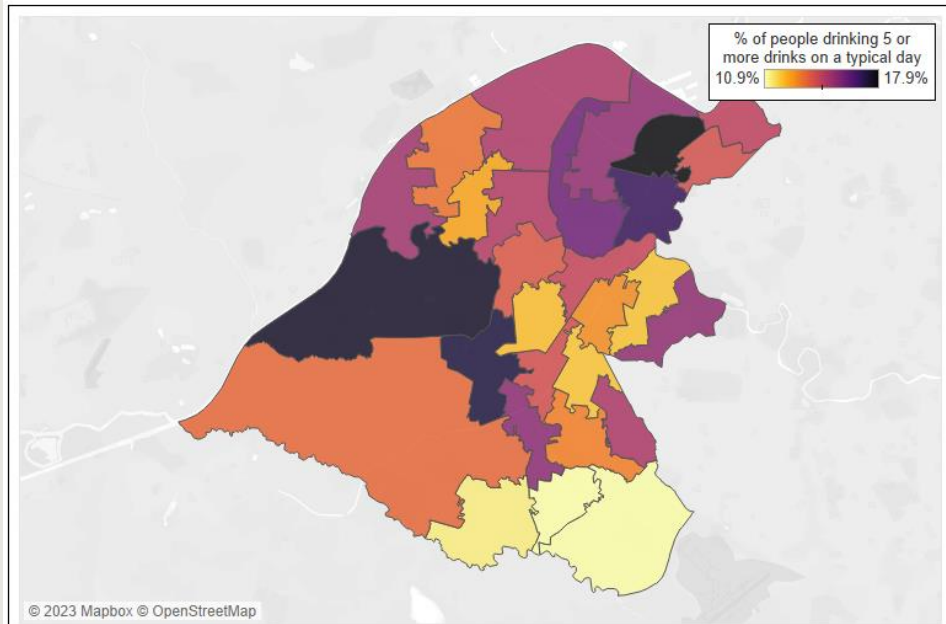 % of people drinking 5 or
more drinks on a typical day
10.9% 17.9%
© 2023 Mapbox © OpenStreetMap